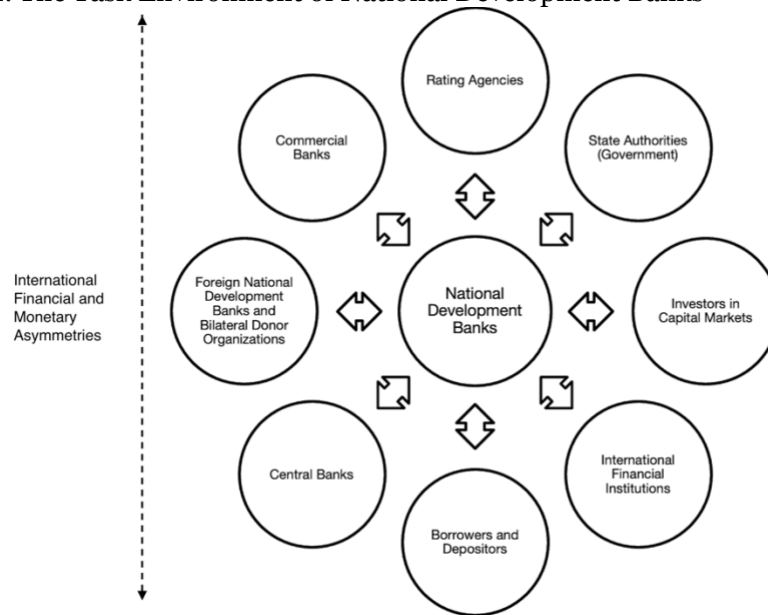 The Task Environment of National Development Banks
Rating Agencies
Commercial
Banks
State Authorities
(Government)
International
Financial and
Monetary
Asymmetries
Foreign National
Development
Banks and
Bilateral Donor
Organizations
National
Development
Banks
Investors in
Capital Markets
Central Banks
International
Financial
Institutions
Borrowers and
Depositors